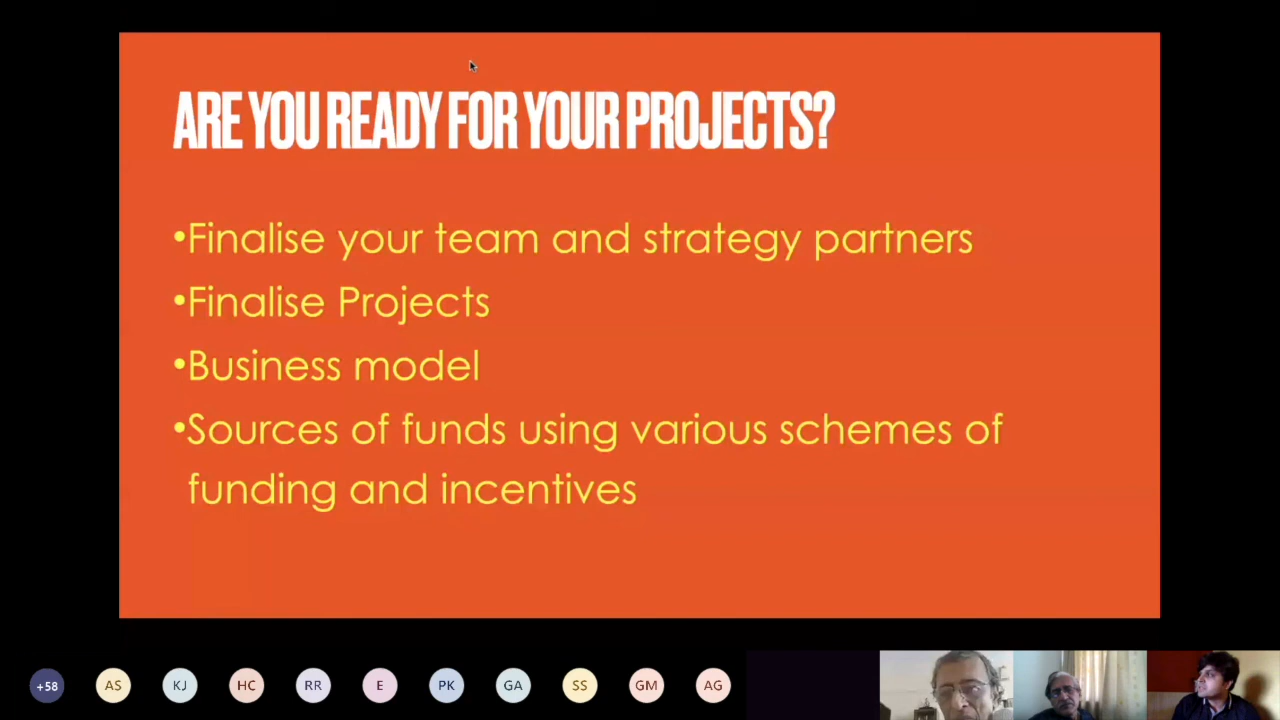 ARE YOU READY FOR YOUR PROJECTS?
•Finalise your team and strategy partners
•Finalise Projects
•Business model
•Sources of funds using various schemes of
funding and incentives
+58 AS KJ HC RR E PK GA SS GM AG